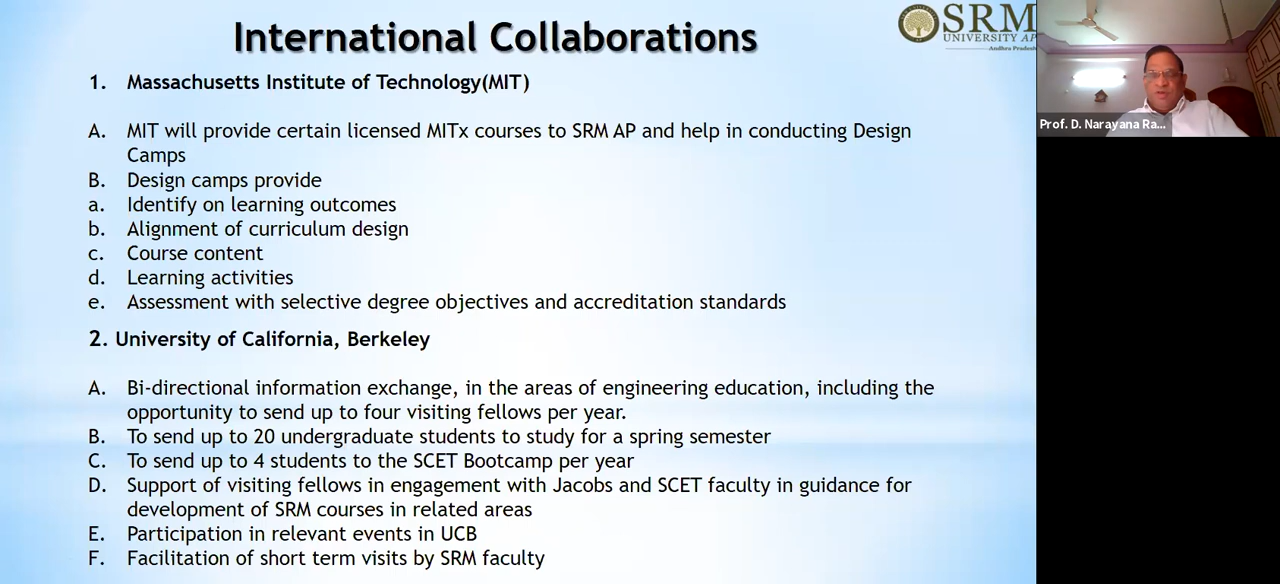 International Collaborations
SRM
UNIVERSITY AP
Andhra Pradesh
1. Massachusetts Institute of Technology(MIT)
A. MIT will provide certain licensed MITx courses to SRM AP and help in conducting Design
Camps
B. Design camps provide
a. Identify on learning outcomes
b. Alignment of curriculum design
c. Course content
d. Learning activities
e. Assessment with selective degree objectives and accreditation standards
2. University of California, Berkeley
A. Bi-directional information exchange, in the areas of engineering education, including the
opportunity to send up to four visiting fellows per year.
B. To send up to 20 undergraduate students to study for a spring semester
C. To send up to 4 students to the SCET Bootcamp per year
D. Support of visiting fellows in engagement with Jacobs and SCET faculty in guidance for
development of SRM courses in related areas
E. Participation in relevant events in UCB
F. Facilitation of short term visits by SRM faculty
Prof. D. Narayana Ra...